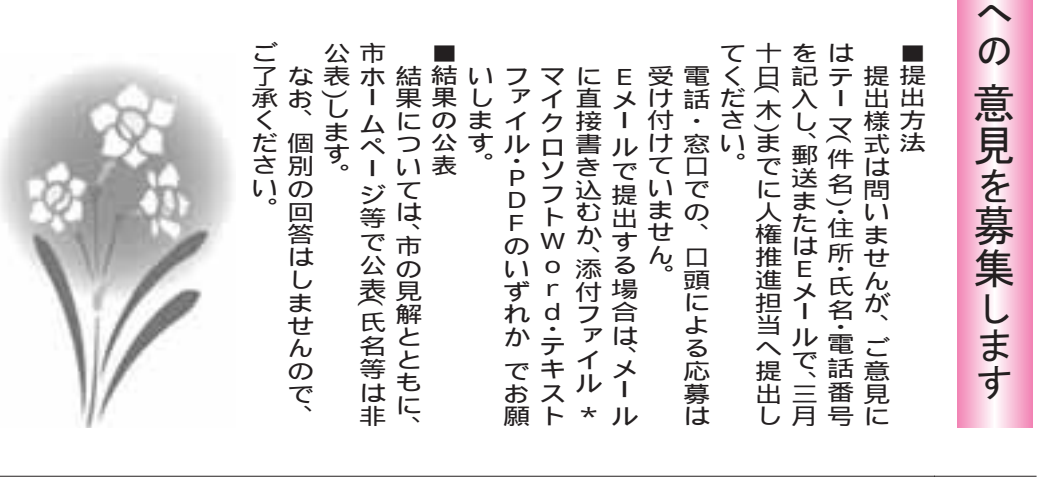 への 意見を募集します
■提出方法
提出様式は問いませんが、ご意見に
はテーマ(件名)・住所・氏名・電話番号
を記入し、郵送またはEメールで、三月
十日(木)までに人権推進担当へ提出し
てください。
電話・窓口での、口頭による応募は
受け付けていません。
Eメールで提出する場合は、メール
に直接書き込むか、添付ファイル *
マイクロソフトWord・テキスト
ファイル・PDFのいずれか でお願
いします。
■結果の公表
結果については、市の見解とともに、
市ホームページ等で公表(氏名等は非
公表)します。
なお、個別の回答はしませんので、
ご了承ください。